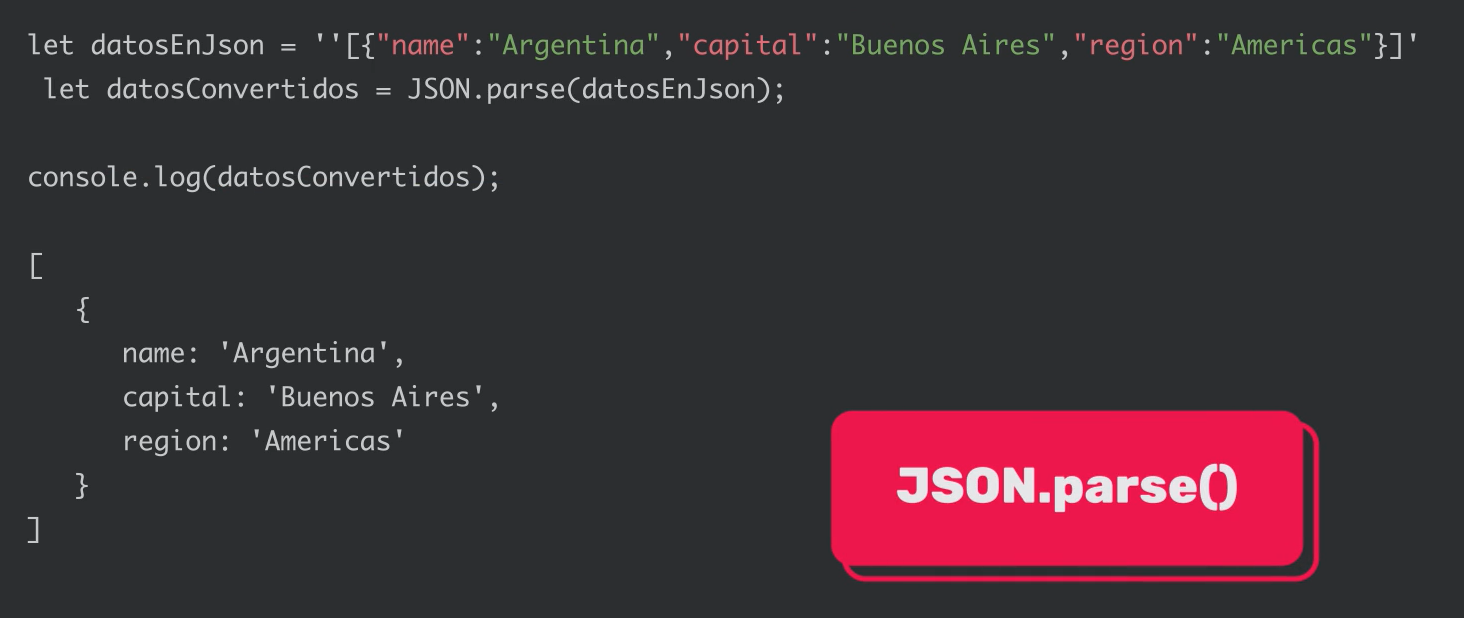 let datosEnJson = ''[{"name":"Argentina","capital":"Buenos Aires","region":"Americas"}]'
let datosConvertidos = JSON.parse(datosEnJson);
console.log(datosConvertidos);
[
{
name: 'Argentina',
capital: 'Buenos Aires',
region: 'Americas'
}
]
JSON.parse()